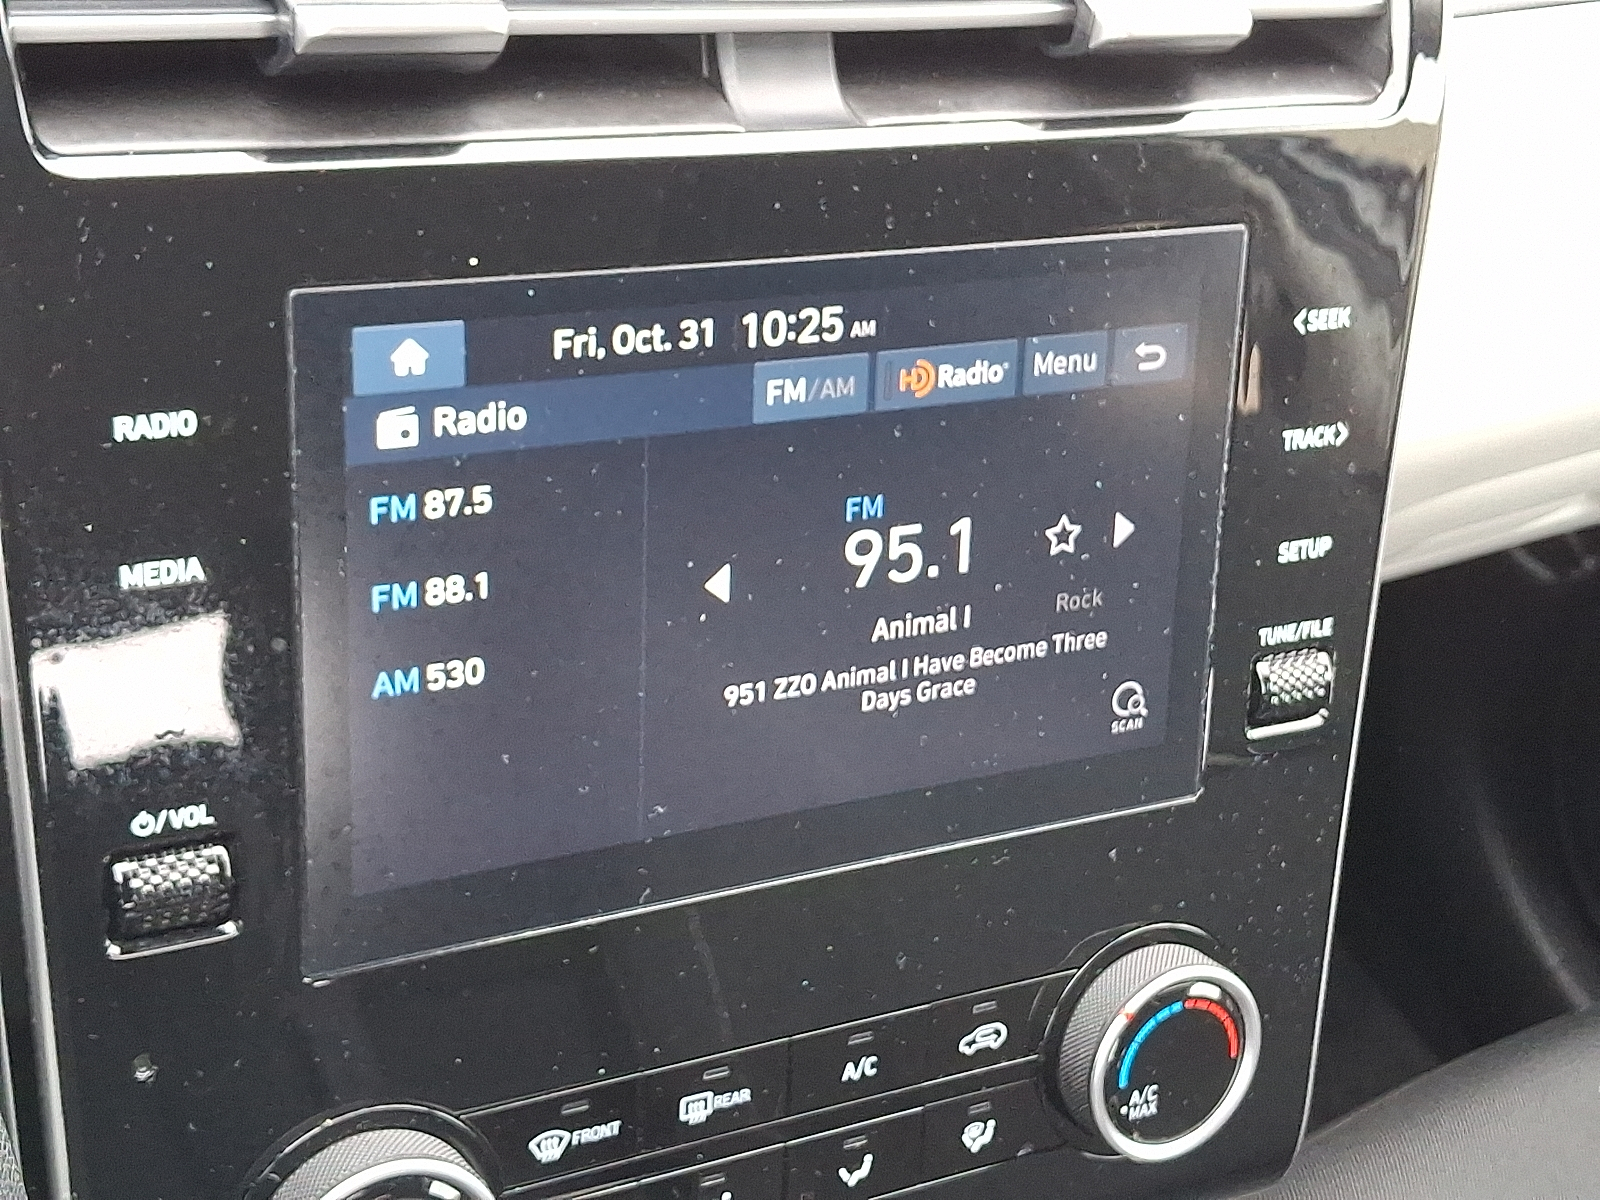 Fri, Oct. 31 10:25 AM
FM/AM HD Radio® Menu
Radio
FM 87.5
FM 88.1
AM 530
FM
95.1
Rock
Animal I
951 ZZO Animal I Have Become Three
Days Grace
SCAN
RADIO
MEDIA
/VOL
<SEEK
TRACK>
SETUP
TUNE/FILE
FRONT
REAR
A/C
A/C
MAX